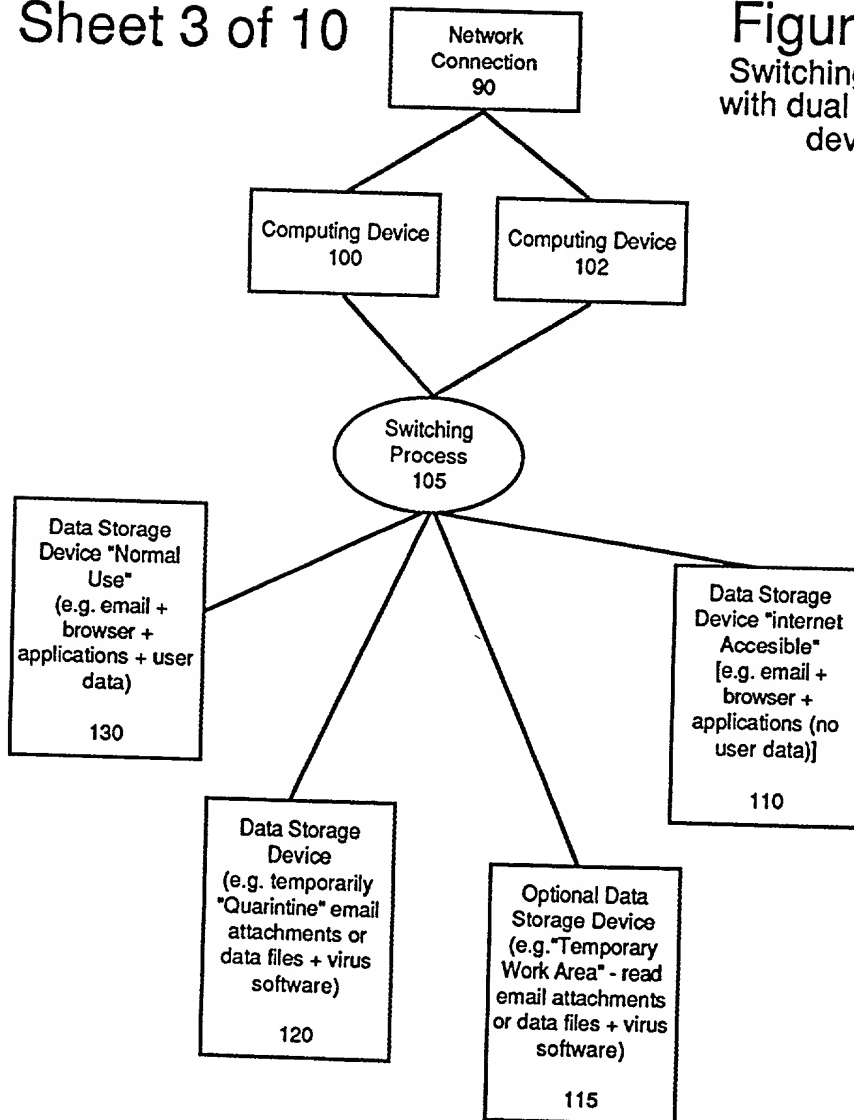 Sheet 3 of 10
Network
Connection
90
Switching
with dual
Computing Device
100
Computing Device
102
Switching
Process
105
Data Storage
Device "Normal
Use"
(e.g. email +
browser +
applications + user
data)
130
Data Storage
Device "internet
Accesible"
[e.g. email +
browser +
applications (no
user data)]
110
Data Storage
Device
(e.g. temporarily
"Quarintine" email
attachments or
data files + virus
software)
120
Optional Data
Storage Device
(e.g."Temporary
Work Area" - read
email attachments
or data files + virus
software)
115